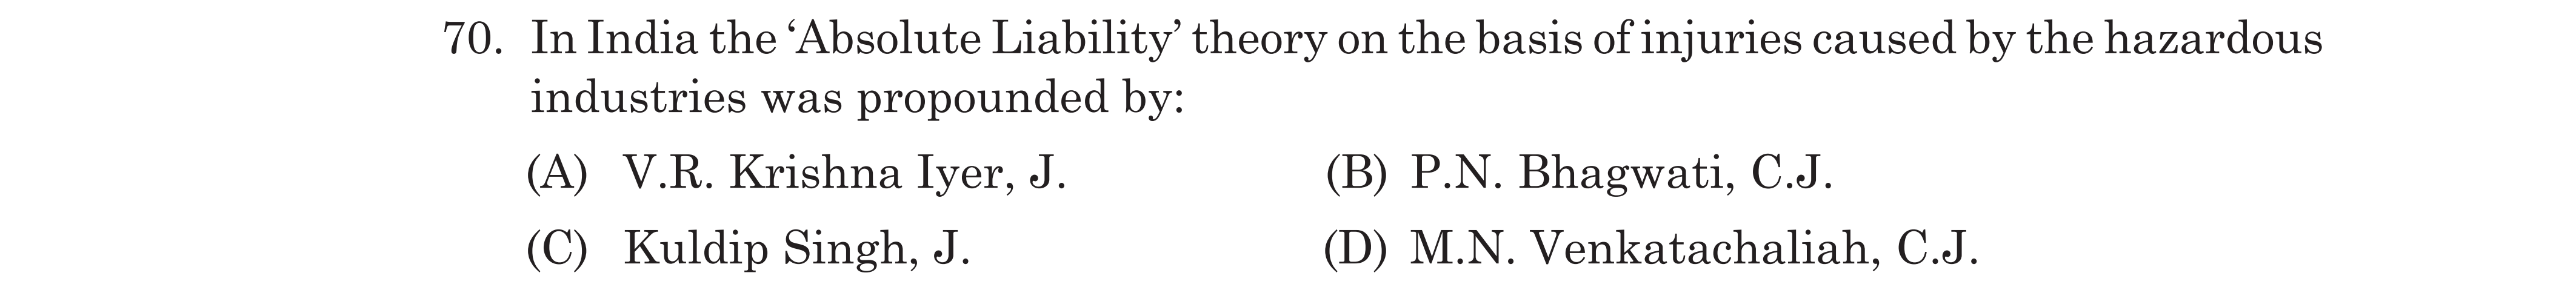 70. In India the ‘Absolute Liability’ theory on the basis of injuries caused by the hazardous
industries was propounded by:
(A) V.R. Krishna Iyer, J. (B) P.N. Bhagwati, C.J.
(C) Kuldip Singh, J. (D) M.N. Venkatachaliah, C.J.